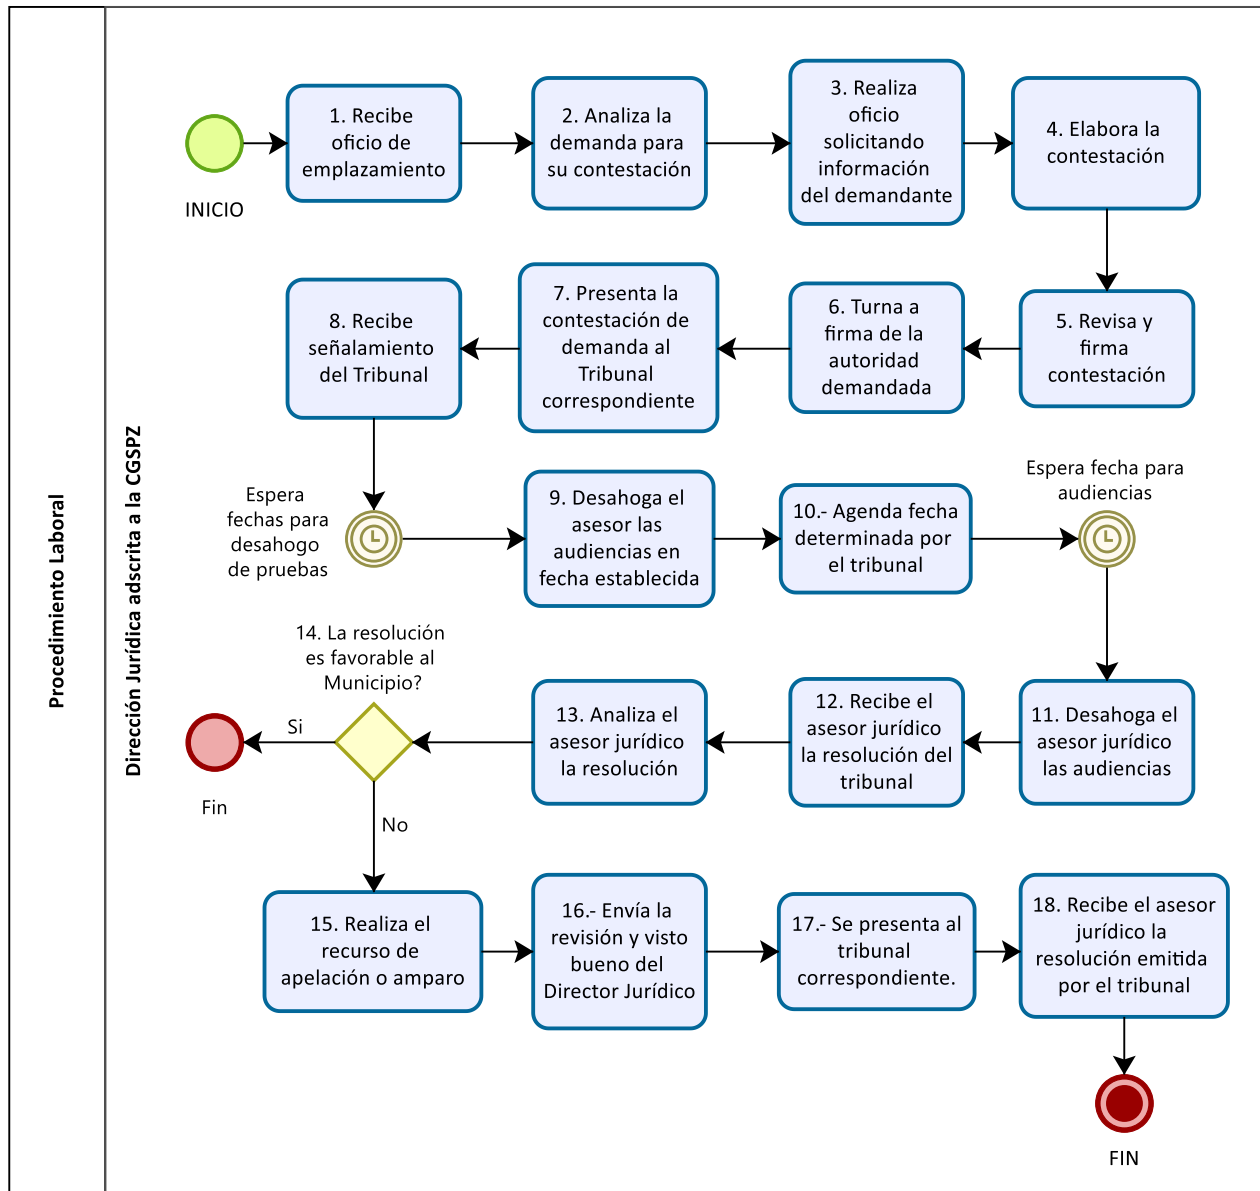 Procedimiento Laboral
Dirección Jurídica adscrita a la CGSPZ
INICIO
1. Recibe
oficio de
emplazamiento
2. Analiza la
demanda para
su contestación
3. Realiza
oficio
solicitando
información
del demandante
4. Elabora la
contestación
5. Revisa y
firma
contestación
6. Turna a
firma de la
autoridad
demandada
7. Presenta la
contestación de
demanda al
Tribunal
correspondiente
8. Recibe
señalamiento
del Tribunal
Espera
fechas para
desahogo
de pruebas
9. Desahoga el
asesor las
audiencias en
fecha establecida
10.- Agenda fecha
determinada por
el tribunal
Espera fecha para
audiencias
11. Desahoga el
asesor jurídico
las audiencias
12. Recibe el
asesor jurídico
la resolución del
tribunal
13. Analiza el
asesor jurídico
la resolución
14. La resolución
es favorable al
Municipio?
Si
Fin
No
15. Realiza el
recurso de
apelación o amparo
16.- Envía la
revisión y visto
bueno del
Director Jurídico
17.- Se presenta al
tribunal
correspondiente.
18. Recibe el asesor
jurídico la
resolución emitida
por el tribunal
FIN